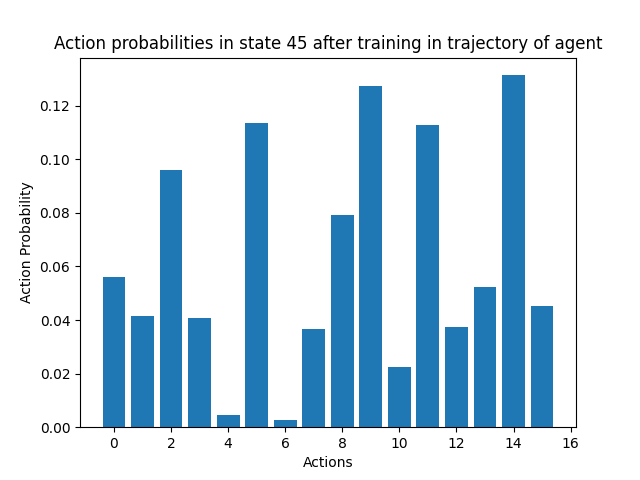 Action probabilities in state 45 after training in trajectory of agent
0.12
0.10
0.08
0.06
0.04
0.02
0.00
Action Probability
0 2 4 6 8 10 12 14 16
Actions